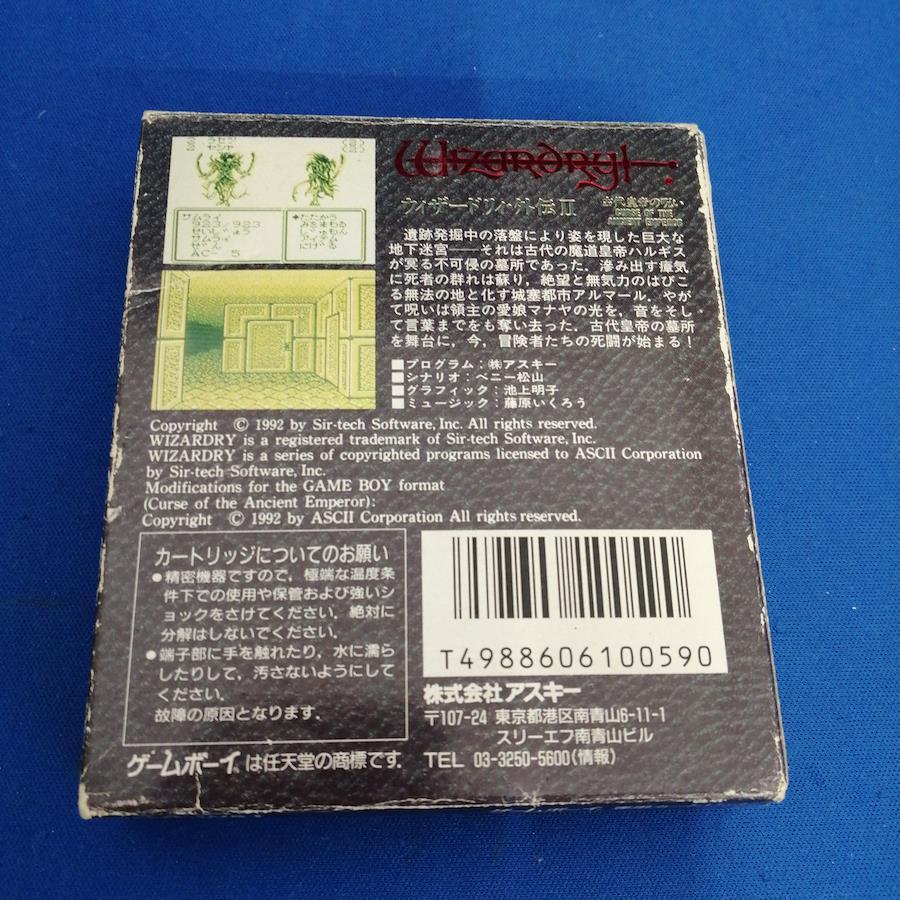 WIZARDRY
ウィザードリィ・外伝II
古代皇帝の呪い
CURSE OF THE
ANCIENT EMPEROR
遺跡発掘中の落盤により姿を現した巨大な
地下迷宮――それは古代の魔道皇帝ハルギス
が冥る不可侵の墓所であった。滲み出す瘴気
に死者の群れは蘇り，絶望と無気力のはびこ
る無法の地と化す城塞都市アルマール。やが
て呪いは領主の愛娘マナヤの光を，音をそし
て言葉までをも奪い去った。古代皇帝の墓所
を舞台に，今，冒険者たちの死闘が始まる！
■プログラム：㈱アスキー
■シナリオ：ベニー松山
■グラフィック：池上明子
■ミュージック：藤原いくろう
Copyright © 1992 by Sir-tech Software, Inc. All rights reserved.
WIZARDRY is a registered trademark of Sir-tech Software, Inc.
WIZARDRY is a series of copyrighted programs licensed to ASCII Corporation
by Sir-tech Software, Inc.
Modifications for the GAME BOY format
(Curse of the Ancient Emperor):
Copyright © 1992 by ASCII Corporation All rights reserved.
カートリッジについてのお願い
●精密機器ですので，極端な温度条
件下での使用や保管および強いショ
ックをさけてください。絶対に
分解はしないでください。
●端子部に手を触れたり，水に濡ら
したりして，汚さないようにして
ください。
故障の原因となります。
ゲームボーイは任天堂の商標です。
T4988606100590
株式会社アスキー
〒107-24 東京都港区南青山6-11-1
スリーエフ南青山ビル
TEL 03-3250-5600(情報)